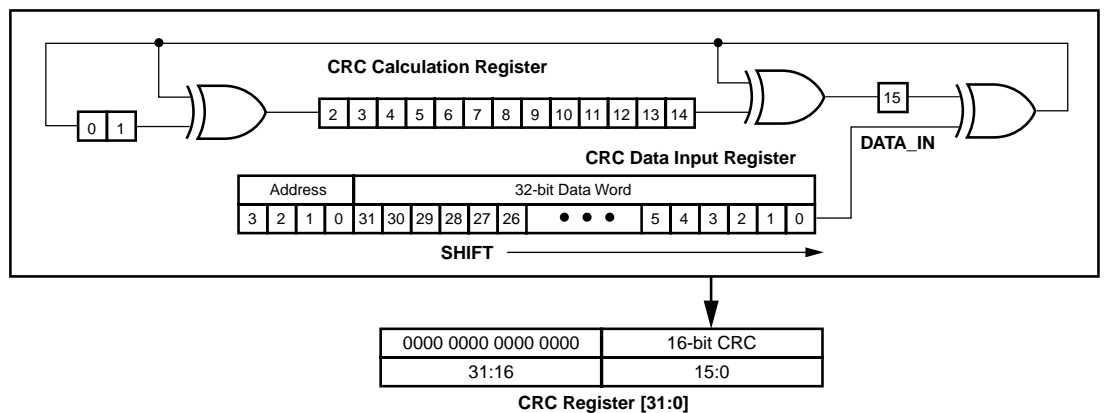 CRC Calculation Register
0 1
2 3 4 5 6 7 8 9 10 11 12 13 14
15
DATA_IN
CRC Data Input Register
Address 32-bit Data Word
3 2 1 0 31 30 29 28 27 26 • • • 5 4 3 2 1 0
SHIFT
0000 0000 0000 0000 16-bit CRC
31:16 15:0
CRC Register [31:0]